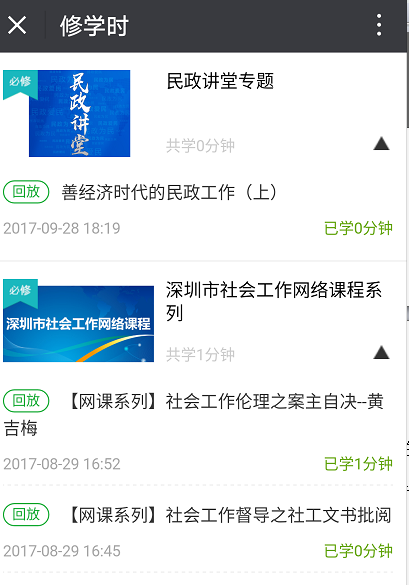 修学时
必修
民政讲堂
民政讲堂专题
共学0分钟
回放 善经济时代的民政工作（上）
2017-09-28 18:19 已学0分钟
必修
深圳市社会工作网络课程
深圳市社会工作网络课程系
列
共学1分钟
回放 【网课系列】社会工作伦理之案主自决--黄
吉梅
2017-08-29 16:52 已学1分钟
回放 【网课系列】社会工作督导之社工文书批阅
2017-08-29 16:45 已学0分钟